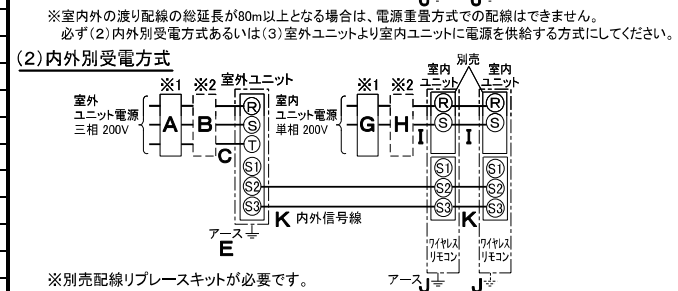 ※室内外の渡り配線の総延長が80m以上となる場合は、電源重畳方式での配線はできません。
必ず(2)内外別受電方式あるいは(3)室外ユニットより室内ユニットに電源を供給する方式にしてください。
(2)内外別受電方式
※1 ※2 室外ユニット
室外
ユニット電源
三相 200V
A B C
R
S
T
S1
S2
S3
アース
E
K 内外信号線
※1 ※2
室内
ユニット電源
単相 200V
G H I I
室内
ユニット
別売
室内
ユニット
R
S
S1
S2
S3
R
S
S1
S2
S3
K
ワイヤレス
リモコン
ワイヤレス
リモコン
アース J J
※別売配線リプレースキットが必要です。